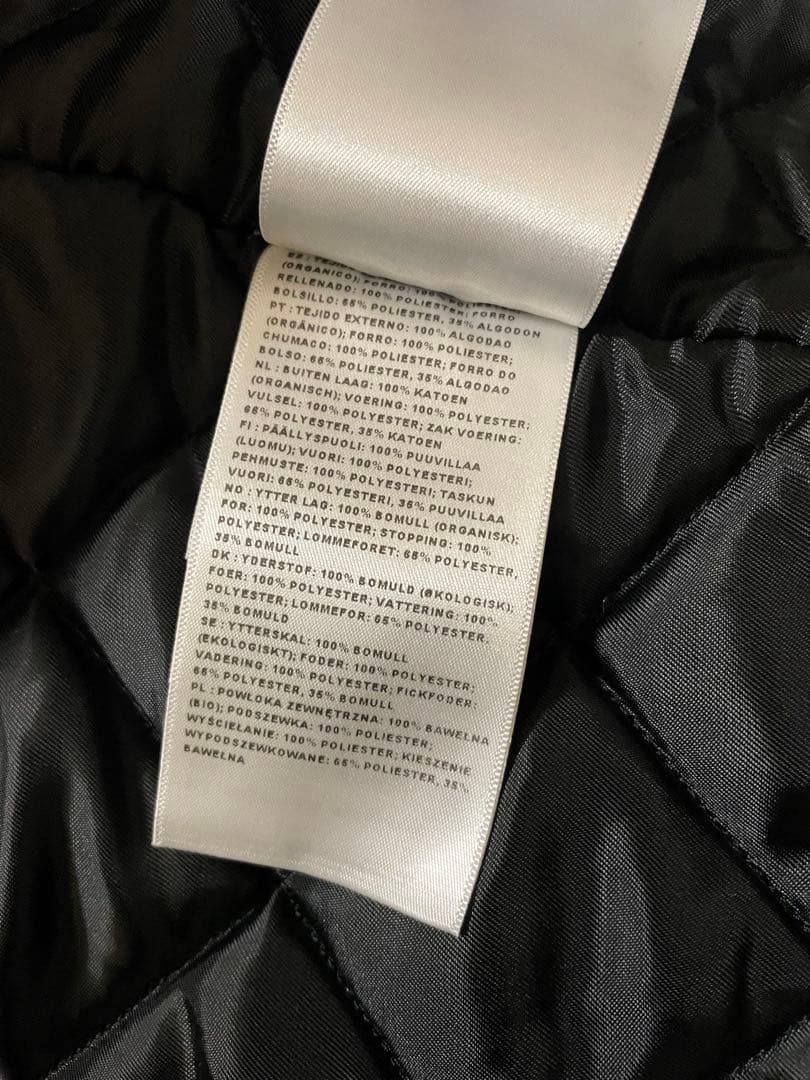 ES : TEJIDO
(ORGANICO); FORRO: 100% POLIESTER;
RELLENADO: 100% POLIESTER; FORRO
BOLSILLO: 65% POLIESTER, 35% ALGODON
PT : TEJIDO EXTERNO: 100% ALGODAO
(ORGÂNICO); FORRO: 100% POLIESTER;
CHUMACO: 100% POLIESTER; FORRO DO
BOLSO: 65% POLIESTER, 35% ALGODAO
NL : BUITEN LAAG: 100% KATOEN
(ORGANISCH); VOERING: 100% POLYESTER;
VULSEL: 100% POLYESTER; ZAK VOERING:
65% POLYESTER, 35% KATOEN
FI : PÄÄLLYSPUOLI: 100% PUUVILLAA
(LUOMU); VUORI: 100% POLYESTERI;
PEHMUSTE: 100% POLYESTERI; TASKUN
VUORI: 65% POLYESTERI, 35% PUUVILLAA
NO : YTTER LAG: 100% BOMULL (ORGANISK);
FOR: 100% POLYESTER; STOPPING: 100%
POLYESTER; LOMMEFORET: 65% POLYESTER,
35% BOMULL
DK : YDERSTOF: 100% BOMULD (ØKOLOGISK);
FOER: 100% POLYESTER; VATTERING: 100%
POLYESTER; LOMMEFOR: 65% POLYESTER,
35% BOMULD
SE : YTTERSKAL: 100% BOMULL
(EKOLOGISKT); FODER: 100% POLYESTER;
VADERING: 100% POLYESTER; FICKFODER:
65% POLYESTER, 35% BOMULL
PL : POWŁOKA ZEWNĘTRZNA: 100% BAWEŁNA
(BIO); PODSZEWKA: 100% POLIESTER;
WYŚCIEŁANIE: 100% POLIESTER; KIESZENIE
WYPODSZEWKOWANE: 65% POLIESTER, 35%
BAWEŁNA